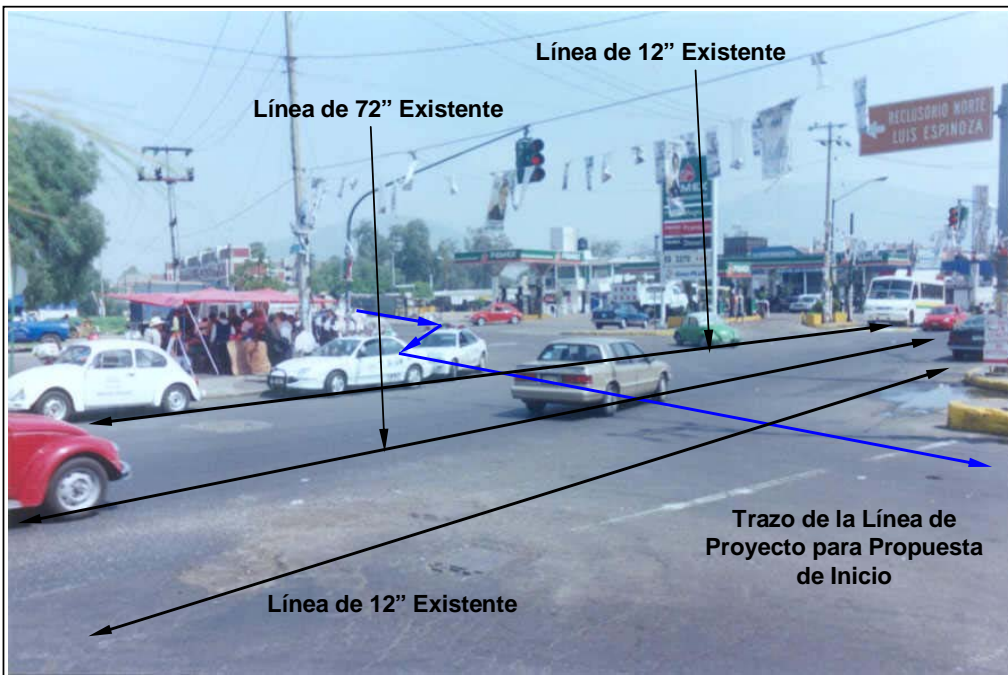 Línea de 12” Existente
Línea de 72” Existente
RECLUSORIO NORTE
LUIS ESPINOZA
PEMEX
Trazo de la Línea de
Proyecto para Propuesta
de Inicio
Línea de 12” Existente